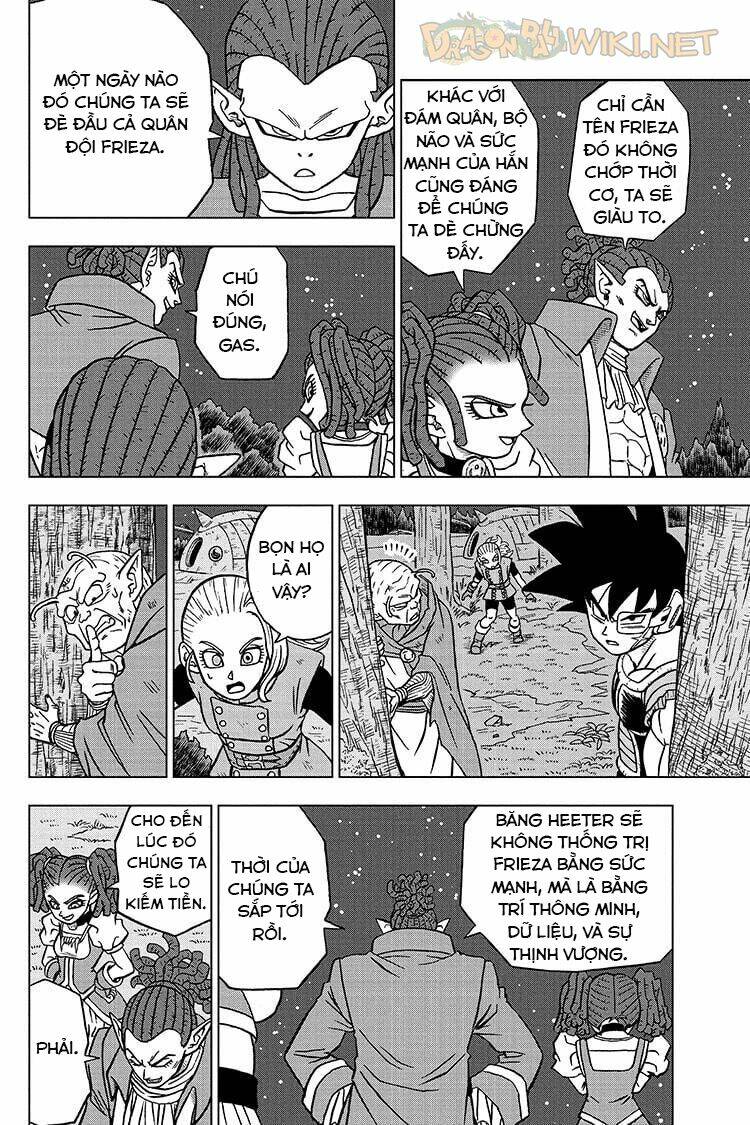 DRAGON BALL WIKI.NET
CHỈ CẦN
TÊN FRIEZA
ĐÓ KHÔNG
CHỚP THỜI
CƠ, TA SẼ
GIÀU TO.
KHÁC VỚI
ĐÁM QUÂN, BỘ
NÃO VÀ SỨC
MẠNH CỦA HẮN
CŨNG ĐÁNG
ĐỂ CHÚNG
TA DÈ CHỪNG
ĐẤY.
MỘT NGÀY NÀO
ĐÓ CHÚNG TA SẼ
ĐÈ ĐẦU CẢ QUÂN
ĐỘI FRIEZA.
CHÚ
NÓI
ĐÚNG,
GAS.
BỌN HỌ
LÀ AI
VẬY?
BĂNG HEETER SẼ
KHÔNG THỐNG TRỊ
FRIEZA BẰNG SỨC
MẠNH, MÀ LÀ BẰNG
TRÍ THÔNG MINH,
DỮ LIỆU, VÀ SỰ
THỊNH VƯỢNG.
THỜI CỦA
CHÚNG TA
SẮP TỚI
RỒI.
CHO ĐẾN
LÚC ĐÓ
CHÚNG TA
SẼ LO
KIẾM TIỀN.
PHẢI.